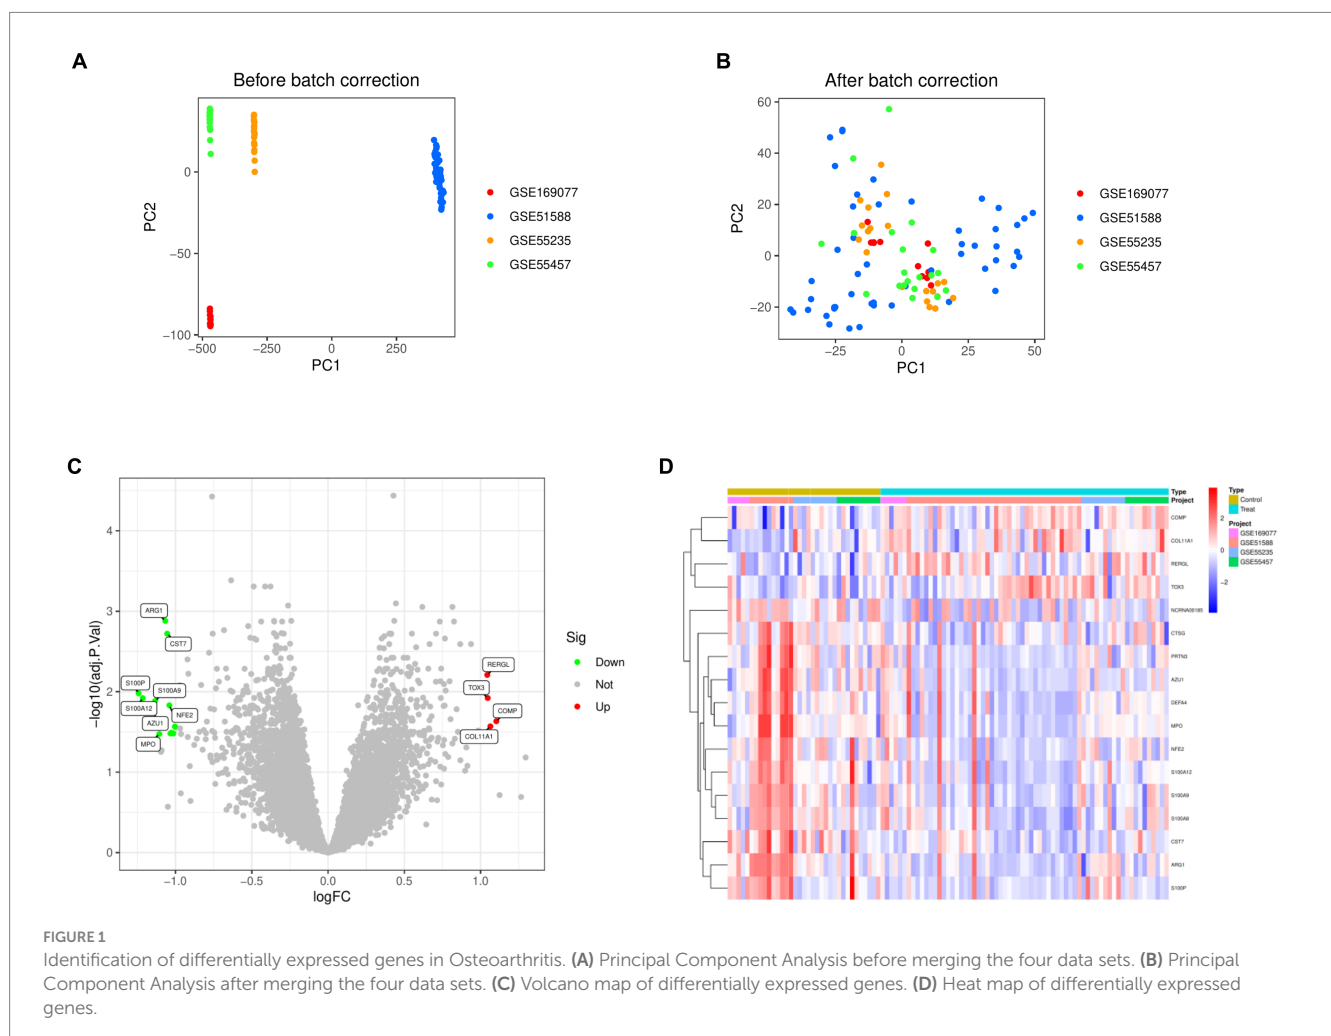 A
Before batch correction
PC2
0
−50
−100
−500
−250
0
250
PC1
GSE169077
GSE51588
GSE55235
GSE55457
B
After batch correction
PC2
60
40
20
0
−20
−25
0
25
50
PC1
GSE169077
GSE51588
GSE55235
GSE55457
C
−log10(adj.P.Val)
4
3
2
1
0
−1.0
−0.5
0.0
0.5
1.0
logFC
ARG1
CST7
S100P
S100A9
S100A12
AZU1
NFE2
MPO
RERGL
TOX3
COMP
COL11A1
Sig
Down
Not
Up
D
Type
Project
COMP
COL11A1
RERGL
TOX3
NCRNA00185
CTSG
PRTN3
AZU1
DEFA4
MPO
NFE2
S100A12
S100A9
S100A8
CST7
ARG1
S100P
2
0
−2
Type
Control
Treat
Project
GSE169077
GSE51588
GSE55235
GSE55457
FIGURE 1
Identification of differentially expressed genes in Osteoarthritis. (A) Principal Component Analysis before merging the four data sets. (B) Principal
Component Analysis after merging the four data sets. (C) Volcano map of differentially expressed genes. (D) Heat map of differentially expressed
genes.